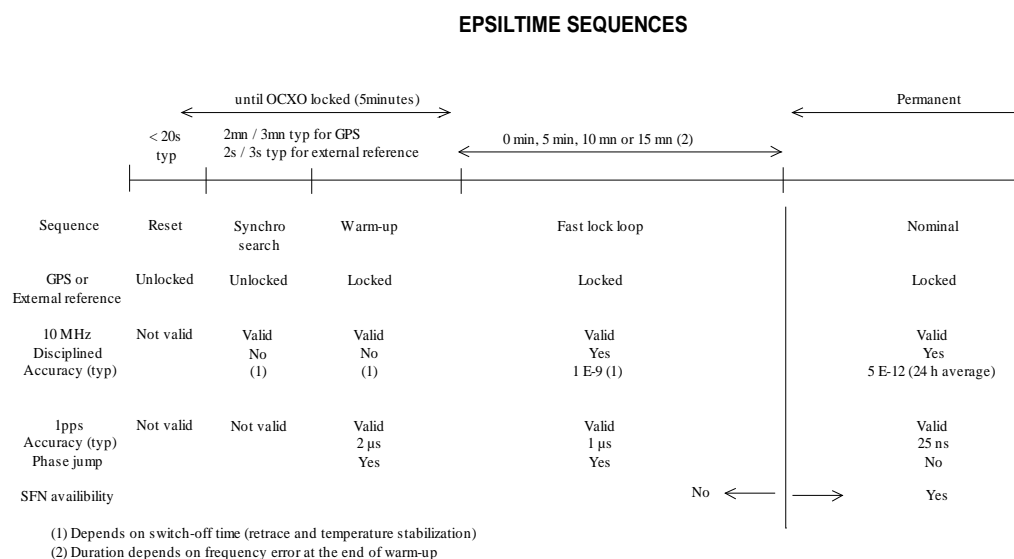 EPSILTIME SEQUENCES
until OCXO locked (5minutes) Permanent
< 20s typ
2mn / 3mn typ for GPS
2s / 3s typ for external reference
0 min, 5 min, 10 mn or 15 mn (2)
Sequence Reset Synchro search Warm-up Fast lock loop Nominal
GPS or External reference Unlocked Unlocked Locked Locked Locked
10 MHz Not valid Valid Valid Valid Valid
Disciplined No No Yes Yes
Accuracy (typ) (1) (1) 1 E-9 (1) 5 E-12 (24 h average)
1pps Not valid Not valid Valid Valid Valid
Accuracy (typ) 2 µs 1 µs 25 ns
Phase jump Yes Yes No
SFN availibility No Yes
(1) Depends on switch-off time (retrace and temperature stabilization)
(2) Duration depends on frequency error at the end of warm-up